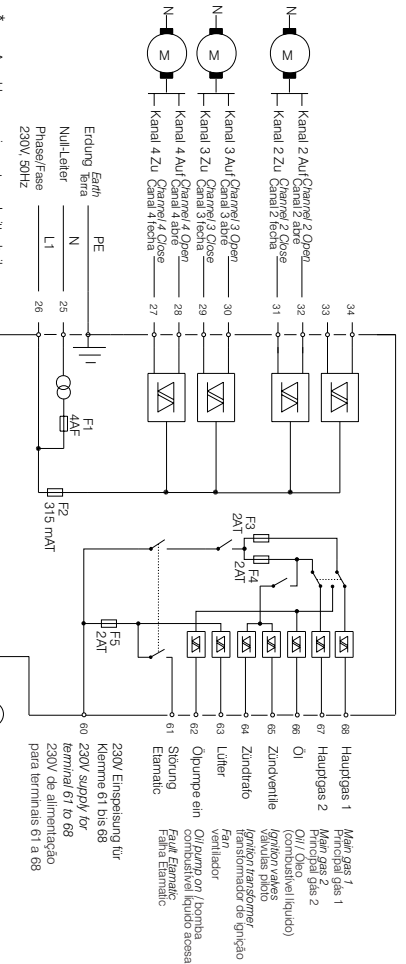 Hauptgas 1 Main gas 1
Principal gás 1
Hauptgas 2 Main gas 2
Principal gás 2
Öl Oil / Óleo
(combustível líquido)
Zündventile Ignition valves
válvulas piloto
Zündtrafo Ignition transformer
transformador de ignição
Lüfter Fan
ventilador
Ölpumpe ein Oil pump on / bomba
combustível líquido acesa
Störung
Etamatic Fault Etamatic
Falha Etamatic
230V Einspeisung für
Klemme 61 bis 68
230V supply for
terminal 61 to 68
230V de alimentação
para terminais 61 a 68
68
67
66
65
64
63
62
61
60
F3
2AT
F4
2AT
F5
2AT
F1
4AF
F2
315 mAT
34
33
32
31
30
29
28
27
25
26
N
M
Kanal 2 Auf Channel 2 Open
Canal 2 abre
Kanal 2 Zu Channel 2 Close
Canal 2 fecha
N
M
Kanal 3 Auf Channel 3 Open
Canal 3 abre
Kanal 3 Zu Channel 3 Close
Canal 3 fecha
N
M
Kanal 4 Auf Channel 4 Open
Canal 4 abre
Kanal 4 Zu Channel 4 Close
Canal 4 fecha
Erdung Earth
Terra
PE
Null-Leiter
N
Phase/Fase
230V, 50Hz
L1